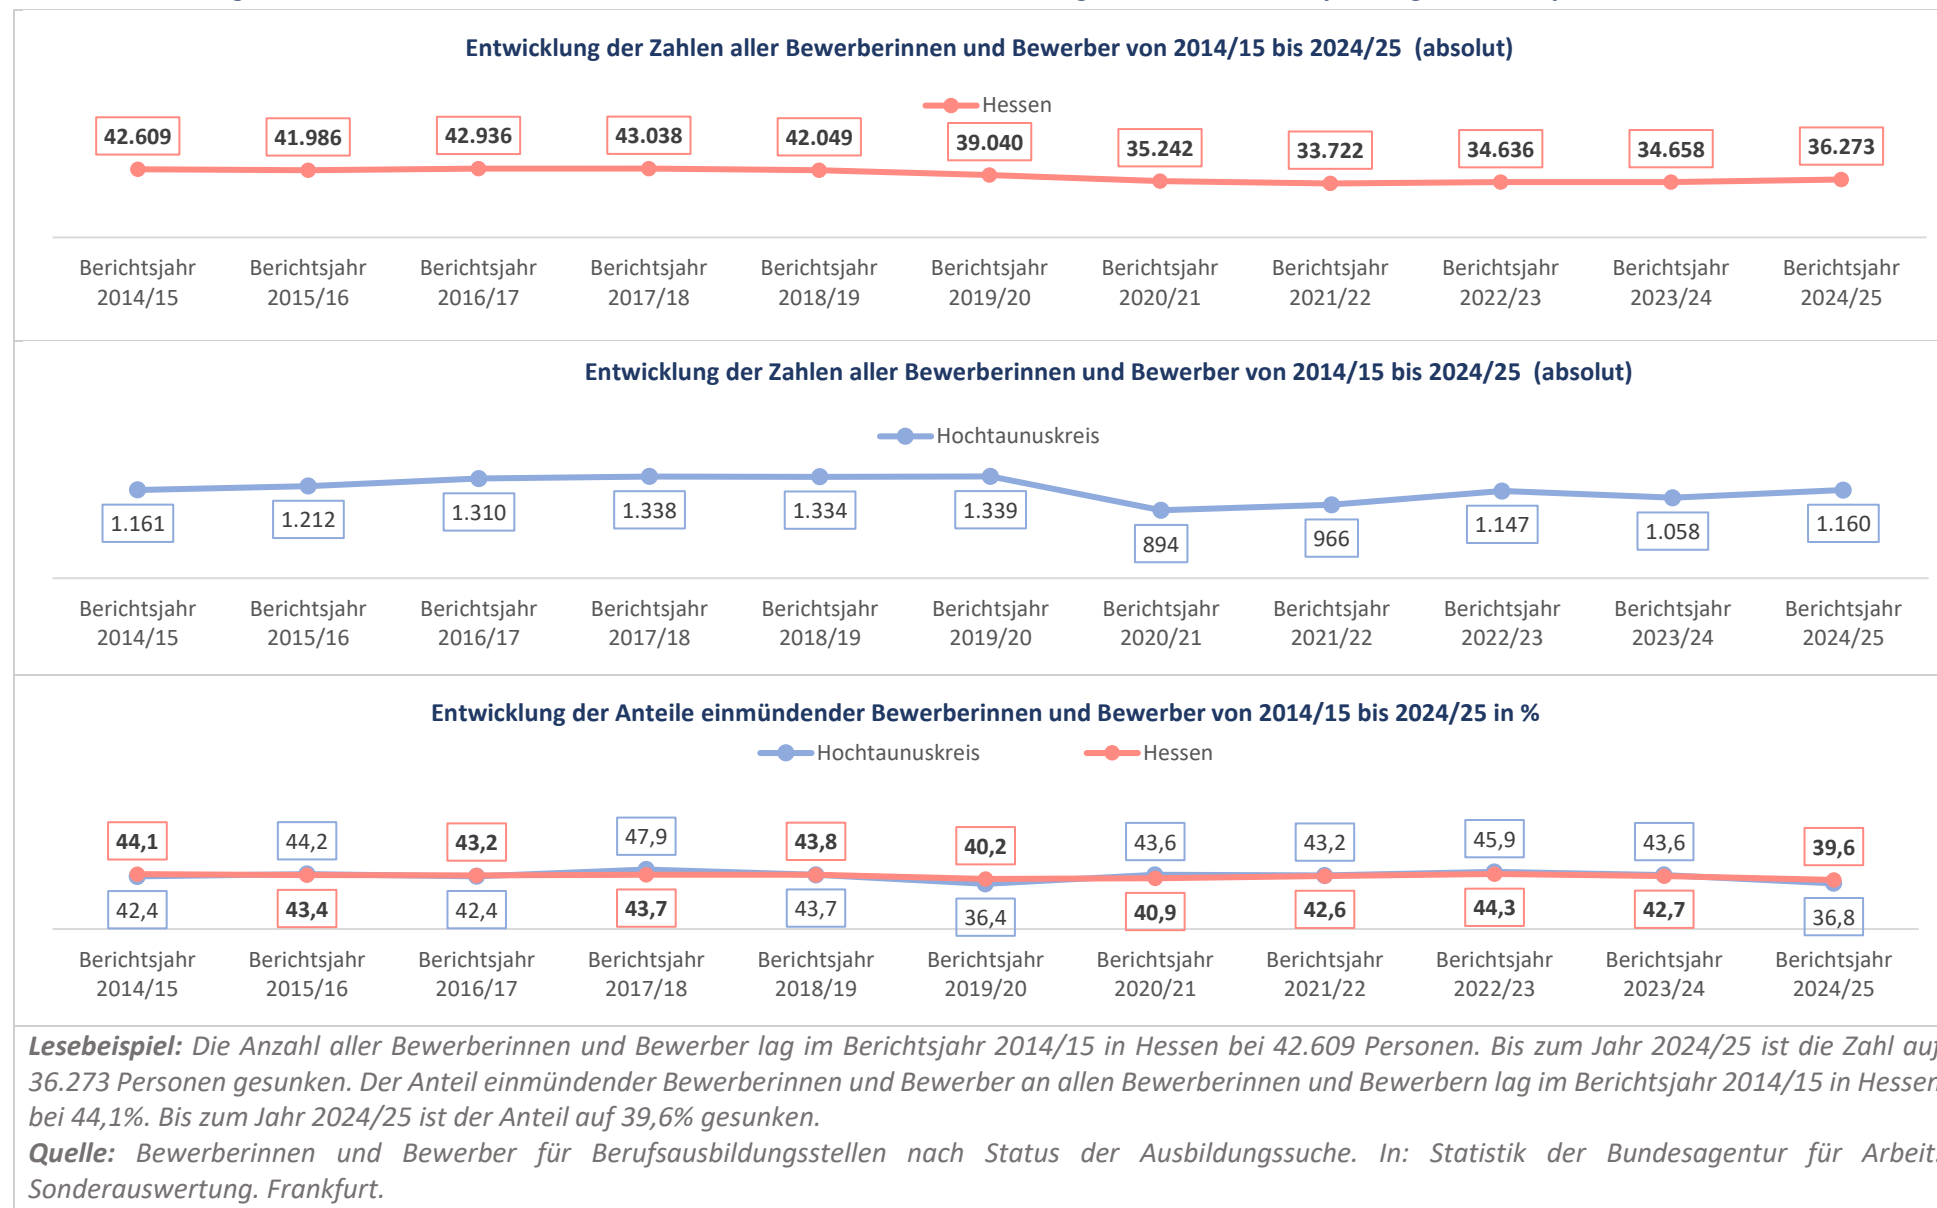 Entwicklung der Zahlen aller Bewerberinnen und Bewerber von 2014/15 bis 2024/25 (absolut)
Hessen
42.609 41.986 42.936 43.038 42.049 39.040 35.242 33.722 34.636 34.658 36.273
Berichtsjahr Berichtsjahr Berichtsjahr Berichtsjahr Berichtsjahr Berichtsjahr Berichtsjahr Berichtsjahr Berichtsjahr Berichtsjahr Berichtsjahr
2014/15 2015/16 2016/17 2017/18 2018/19 2019/20 2020/21 2021/22 2022/23 2023/24 2024/25
Entwicklung der Zahlen aller Bewerberinnen und Bewerber von 2014/15 bis 2024/25 (absolut)
Hochtaunuskreis
1.161 1.212 1.310 1.338 1.334 1.339 894 966 1.147 1.058 1.160
Berichtsjahr Berichtsjahr Berichtsjahr Berichtsjahr Berichtsjahr Berichtsjahr Berichtsjahr Berichtsjahr Berichtsjahr Berichtsjahr Berichtsjahr
2014/15 2015/16 2016/17 2017/18 2018/19 2019/20 2020/21 2021/22 2022/23 2023/24 2024/25
Entwicklung der Anteile einmündender Bewerberinnen und Bewerber von 2014/15 bis 2024/25 in %
Hochtaunuskreis Hessen
44,1 44,2 43,2 47,9 43,8 40,2 43,6 43,2 45,9 43,6 39,6
42,4 43,4 42,4 43,7 43,7 36,4 40,9 42,6 44,3 42,7 36,8
Berichtsjahr Berichtsjahr Berichtsjahr Berichtsjahr Berichtsjahr Berichtsjahr Berichtsjahr Berichtsjahr Berichtsjahr Berichtsjahr Berichtsjahr
2014/15 2015/16 2016/17 2017/18 2018/19 2019/20 2020/21 2021/22 2022/23 2023/24 2024/25
Lesebeispiel: Die Anzahl aller Bewerberinnen und Bewerber lag im Berichtsjahr 2014/15 in Hessen bei 42.609 Personen. Bis zum Jahr 2024/25 ist die Zahl auf
36.273 Personen gesunken. Der Anteil einmündender Bewerberinnen und Bewerber an allen Bewerberinnen und Bewerbern lag im Berichtsjahr 2014/15 in Hessen
bei 44,1%. Bis zum Jahr 2024/25 ist der Anteil auf 39,6% gesunken.
Quelle: Bewerberinnen und Bewerber für Berufsausbildungsstellen nach Status der Ausbildungssuche. In: Statistik der Bundesagentur für Arbeit.
Sonderauswertung. Frankfurt.